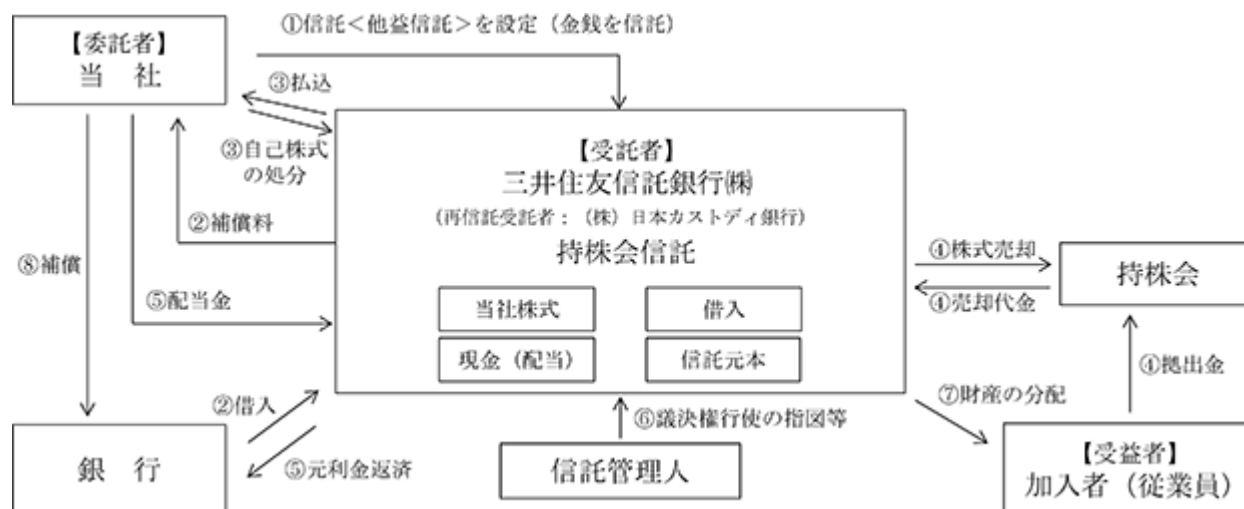 ①信託＜他益信託＞を設定（金銭を信託）
【委託者】
当　社
③払込
③自己株式
の処分
【受託者】
三井住友信託銀行㈱
(再信託受託者：（株）日本カストディ銀行)
持株会信託
②補償料
⑧補償
⑤配当金
④株式売却
持株会
④売却代金
当社株式
借入
現金（配当）
信託元本
④拠出金
②借入
⑦財産の分配
⑥議決権行使の指図等
銀　行
⑤元利金返済
信託管理人
【受益者】
加入者（従業員）